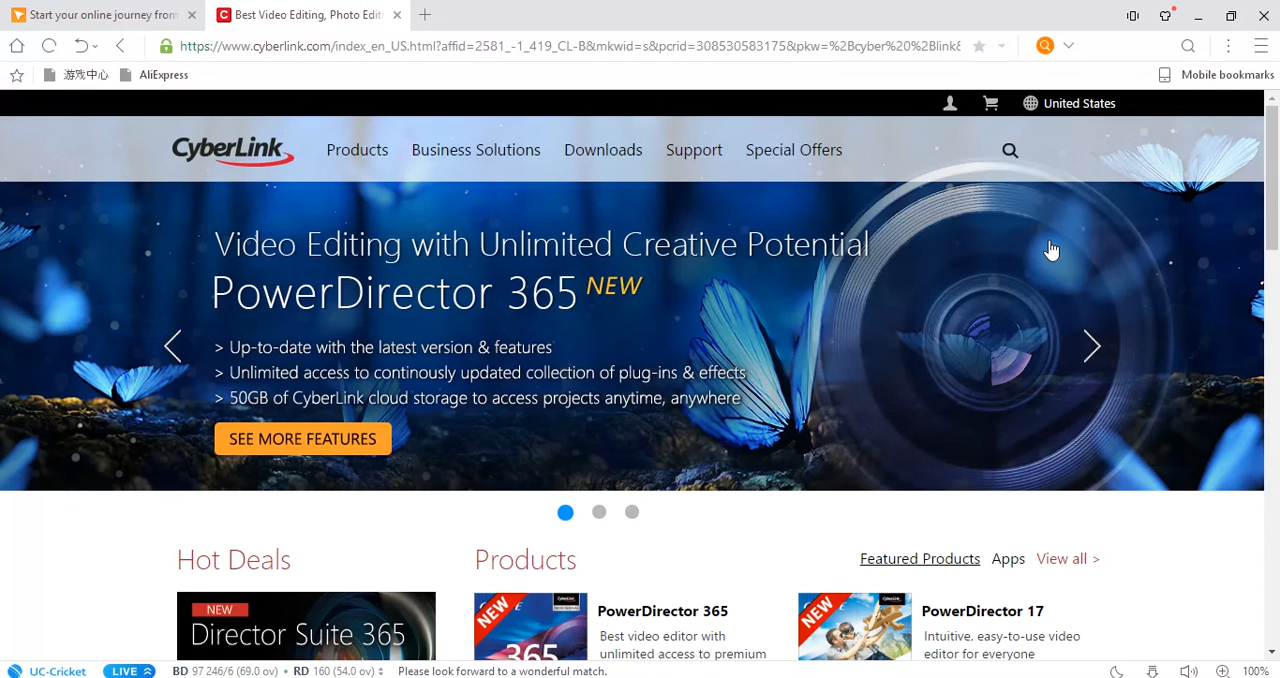 Start your online journey from
Best Video Editing, Photo Edit
https://www.cyberlink.com/index_en_US.html?affid=2581_-1_419_CL-B&mkwid=s&pcrid=308530583175&pkw=%2Bcyber%20%2Blink&
游戏中心 AliExpress Mobile bookmarks
United States
CyberLink Products Business Solutions Downloads Support Special Offers
Video Editing with Unlimited Creative Potential
PowerDirector 365 NEW
> Up-to-date with the latest version & features
> Unlimited access to continously updated collection of plug-ins & effects
> 50GB of CyberLink cloud storage to access projects anytime, anywhere
SEE MORE FEATURES
Hot Deals
NEW
Director Suite 365
Products
Featured Products Apps View all >
NEW
365
PowerDirector 365
Best video editor with
unlimited access to premium
NEW
PowerDirector 17
Intuitive, easy-to-use video
editor for everyone
UC-Cricket LIVE BD 97 246/6 (69.0 ov) • RD 160 (54.0 ov) Please look forward to a wonderful match. 100%